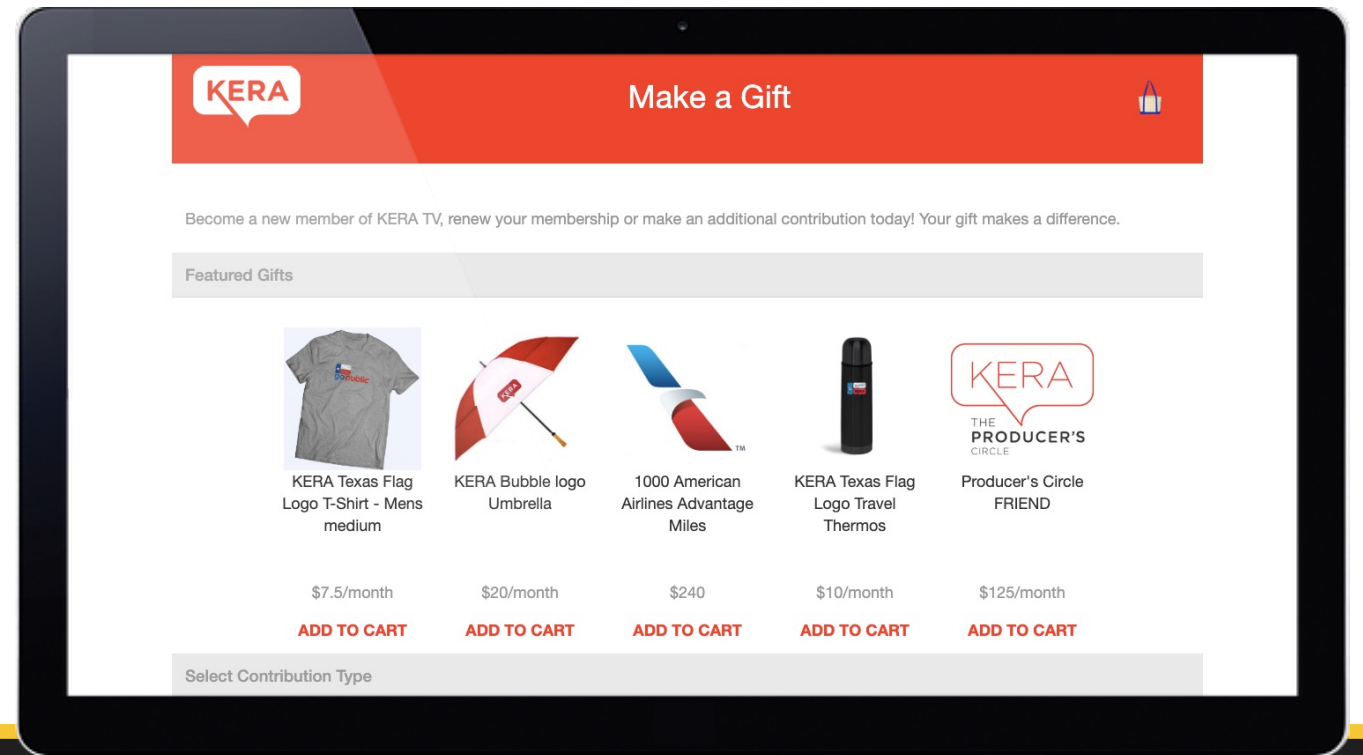 KERA
Make a Gift
Become a new member of KERA TV, renew your membership or make an additional contribution today! Your gift makes a difference.
Featured Gifts
public
KERA
TM
KERA
THE
PRODUCER'S
CIRCLE
KERA Texas Flag
Logo T-Shirt - Mens
medium
KERA Bubble logo
Umbrella
1000 American
Airlines Advantage
Miles
KERA Texas Flag
Logo Travel
Thermos
Producer's Circle
FRIEND
$7.5/month
$20/month
$240
$10/month
$125/month
ADD TO CART
ADD TO CART
ADD TO CART
ADD TO CART
ADD TO CART
Select Contribution Type